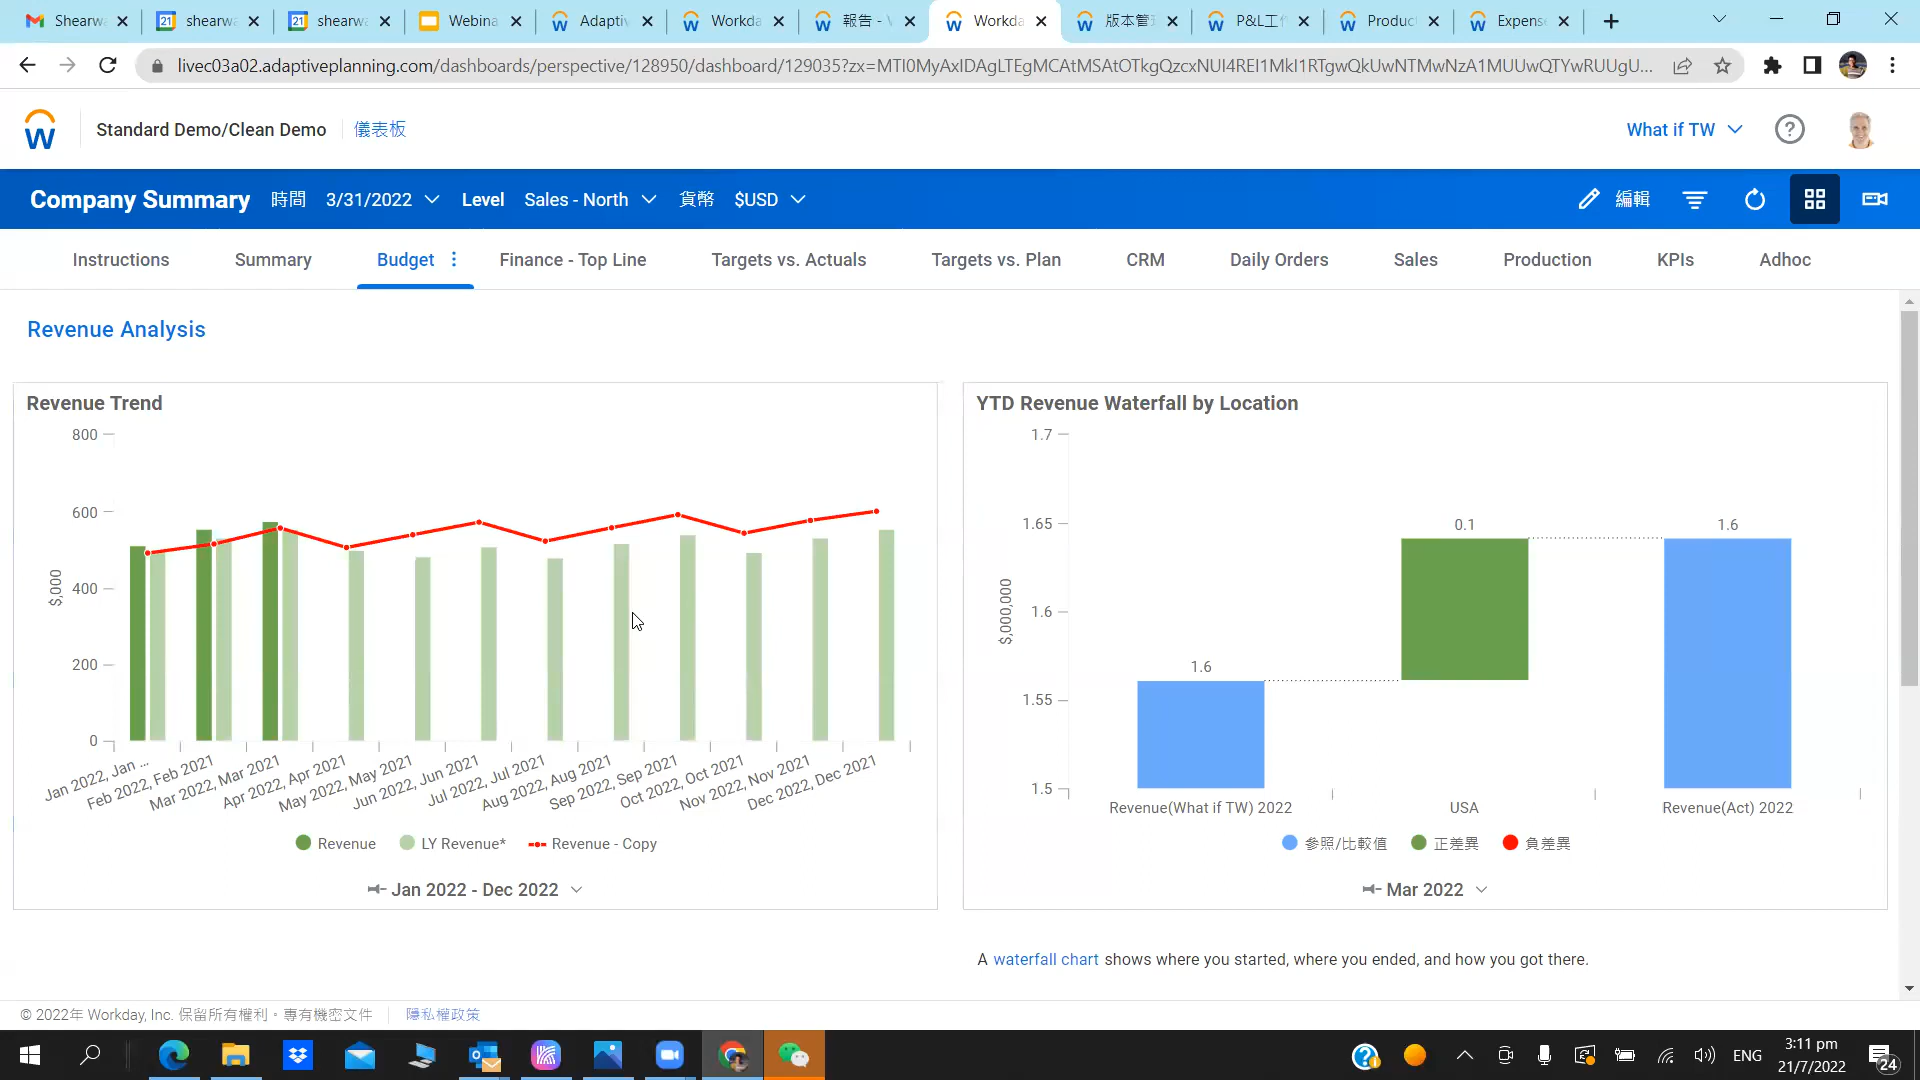 Shearwa
shearwa
shearwa
Webina
Adaptiv
Workda
報告 - V
Workda
版本管理
P&L工作
Produc
Expens
livec03a02.adaptiveplanning.com/dashboards/perspective/128950/dashboard/129035?zx=MTI0MyAxIDAgLTEgMCAtMSAtOTkgQzcxNUI4REI1MkI1RTgwQkUwNTMwNzA1MUUwQTYwRUUgU...
Standard Demo/Clean Demo
儀表板
What if TW
Company Summary 時間 3/31/2022 Level Sales - North 貨幣 $USD 編輯
Instructions Summary Budget Finance - Top Line Targets vs. Actuals Targets vs. Plan CRM Daily Orders Sales Production KPIs Adhoc
Revenue Analysis
Revenue Trend
800
600
400
200
0
$,000
Jan 2022, Jan ...
Feb 2022, Feb 2021
Mar 2022, Mar 2021
Apr 2022, Apr 2021
May 2022, May 2021
Jun 2022, Jun 2021
Jul 2022, Jul 2021
Aug 2022, Aug 2021
Sep 2022, Sep 2021
Oct 2022, Oct 2021
Nov 2022, Nov 2021
Dec 2022, Dec 2021
Revenue LY Revenue* Revenue - Copy
Jan 2022 - Dec 2022
YTD Revenue Waterfall by Location
1.7
1.65
1.6
1.55
1.5
$,000,000
1.6
0.1
1.6
Revenue(What if TW) 2022
USA
Revenue(Act) 2022
參照/比較值 正差異 負差異
Mar 2022
A waterfall chart shows where you started, where you ended, and how you got there.
© 2022年 Workday, Inc. 保留所有權利。專有機密文件
隱私權政策
ENG
3:11 pm
21/7/2022
24